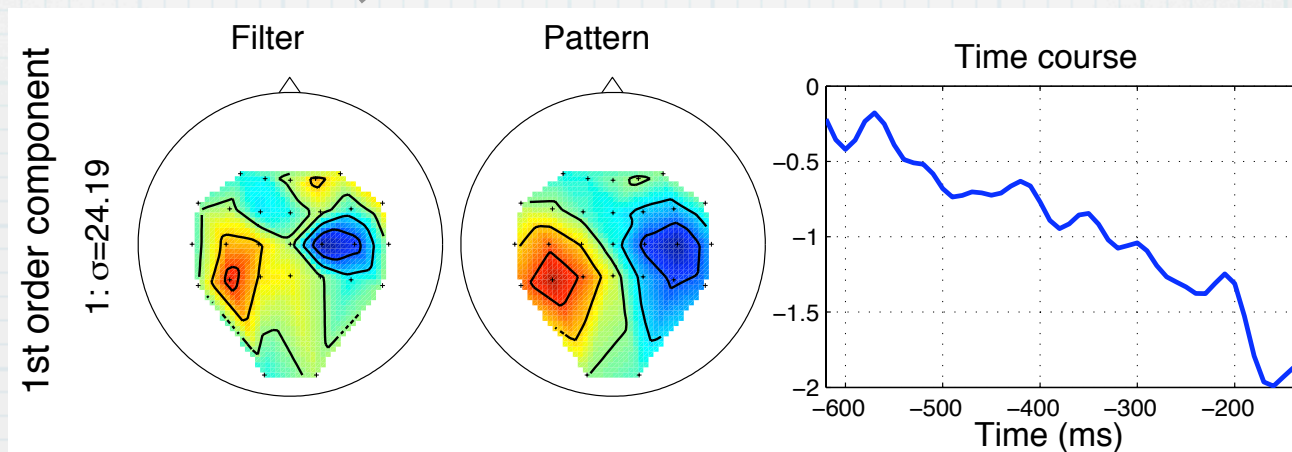 Filter
Pattern
Time course
1st order component
1: σ=24.19
0
−0.5
−1
−1.5
−2
−600
−500
−400
−300
−200
Time (ms)